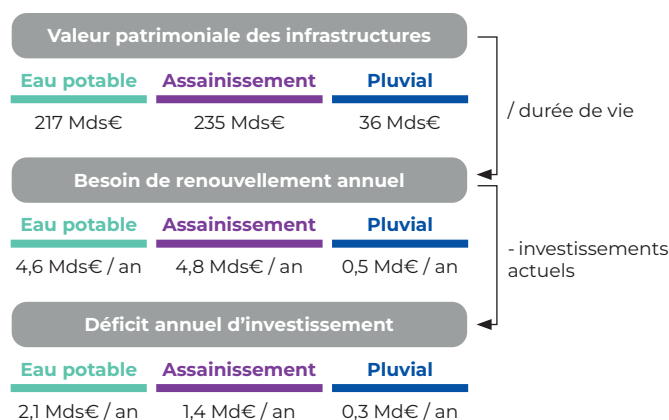 Valeur patrimoniale des infrastructures
Eau potable Assainissement Pluvial
217 Mds€ 235 Mds€ 36 Mds€
/ durée de vie
Besoin de renouvellement annuel
Eau potable Assainissement Pluvial
4,6 Mds€ / an 4,8 Mds€ / an 0,5 Md€ / an
- investissements
actuels
Déficit annuel d’investissement
Eau potable Assainissement Pluvial
2,1 Mds€ / an 1,4 Md€ / an 0,3 Md€ / an